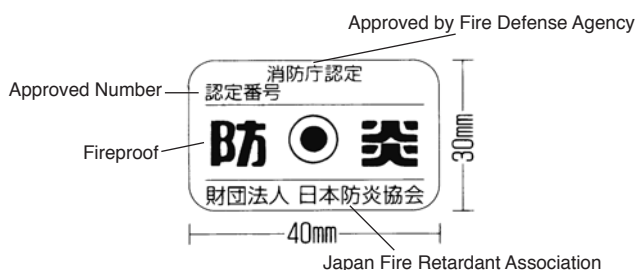 Approved by Fire Defense Agency
消防庁認定
Approved Number
認定番号
Fireproof
防 炎
30mm
財団法人 日本防炎協会
40mm
Japan Fire Retardant Association